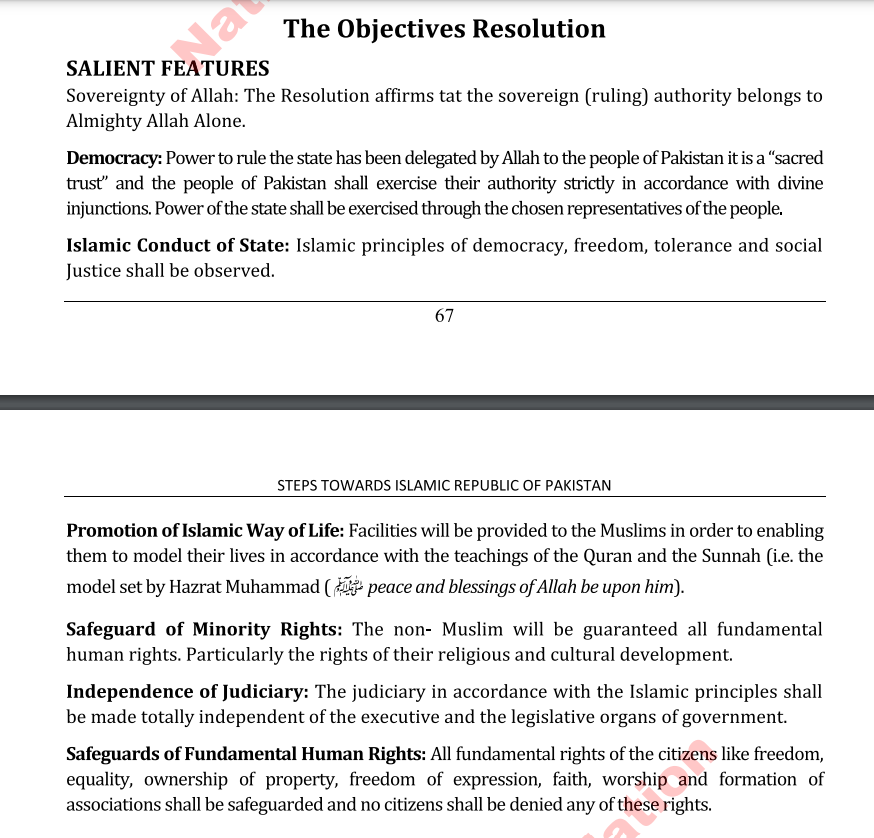 The Objectives Resolution
SALIENT FEATURES
Sovereignty of Allah: The Resolution affirms tat the sovereign (ruling) authority belongs to
Almighty Allah Alone.
Democracy: Power to rule the state has been delegated by Allah to the people of Pakistan it is a “sacred
trust” and the people of Pakistan shall exercise their authority strictly in accordance with divine
injunctions. Power of the state shall be exercised through the chosen representatives of the people.
Islamic Conduct of State: Islamic principles of democracy, freedom, tolerance and social
Justice shall be observed.
67
STEPS TOWARDS ISLAMIC REPUBLIC OF PAKISTAN
Promotion of Islamic Way of Life: Facilities will be provided to the Muslims in order to enabling
them to model their lives in accordance with the teachings of the Quran and the Sunnah (i.e. the
model set by Hazrat Muhammad ( ﷺ peace and blessings of Allah be upon him).
Safeguard of Minority Rights: The non- Muslim will be guaranteed all fundamental
human rights. Particularly the rights of their religious and cultural development.
Independence of Judiciary: The judiciary in accordance with the Islamic principles shall
be made totally independent of the executive and the legislative organs of government.
Safeguards of Fundamental Human Rights: All fundamental rights of the citizens like freedom,
equality, ownership of property, freedom of expression, faith, worship and formation of
associations shall be safeguarded and no citizens shall be denied any of these rights.